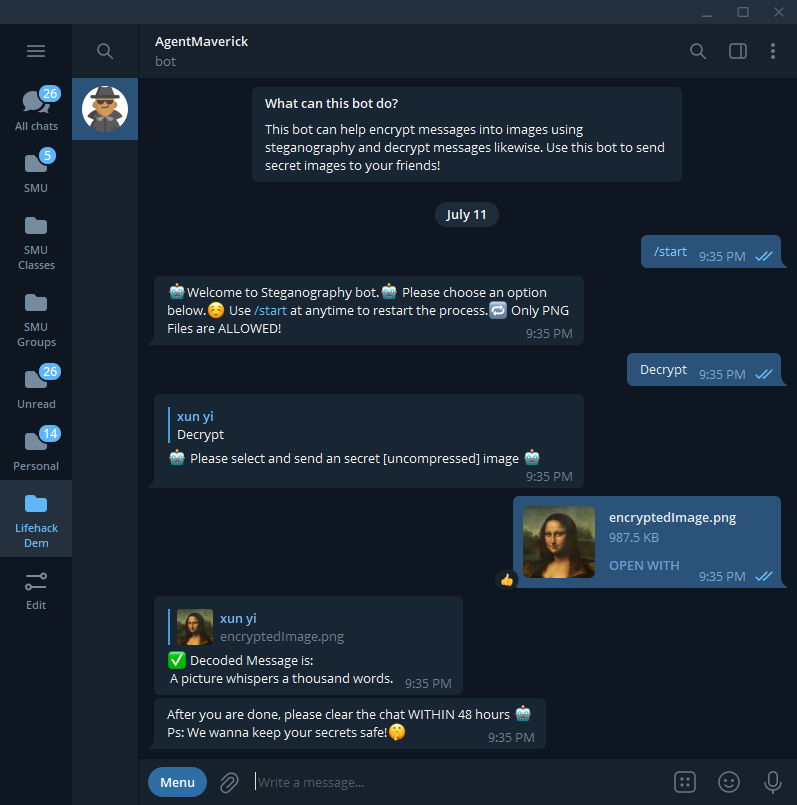 AgentMaverick
bot
26
All chats
5
SMU
SMU
Classes
SMU
Groups
26
Unread
14
Personal
Lifehack
Dem
Edit
What can this bot do?
This bot can help encrypt messages into images using
steganography and decrypt messages likewise. Use this bot to send
secret images to your friends!
July 11
/start 9:35 PM
🤖Welcome to Steganography bot.🤖 Please choose an option
below.☺️ Use /start at anytime to restart the process.🔁 Only PNG
Files are ALLOWED!
9:35 PM
Decrypt 9:35 PM
xun yi
Decrypt
🤖 Please select and send an secret [uncompressed] image 🤖
9:35 PM
encryptedImage.png
987.5 KB
OPEN WITH
9:35 PM
👍
xun yi
encryptedImage.png
✅ Decoded Message is:
A picture whispers a thousand words. 9:35 PM
After you are done, please clear the chat WITHIN 48 hours 🤖
Ps: We wanna keep your secrets safe!🤫
9:35 PM
Menu
Write a message...